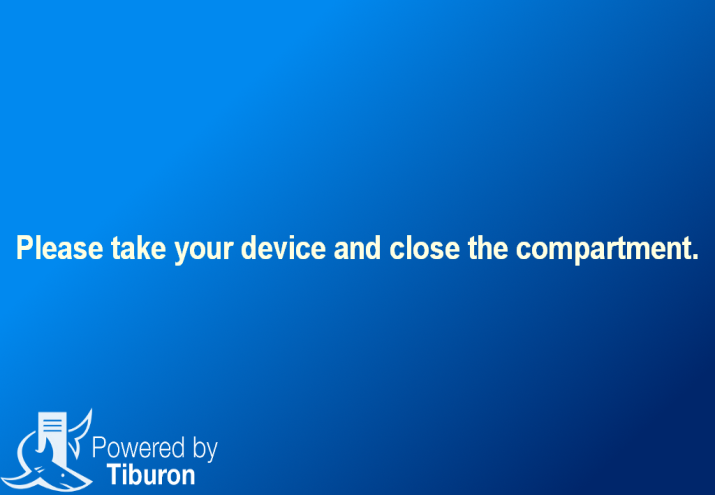 Please take your device and close the compartment.
Powered by
Tiburon